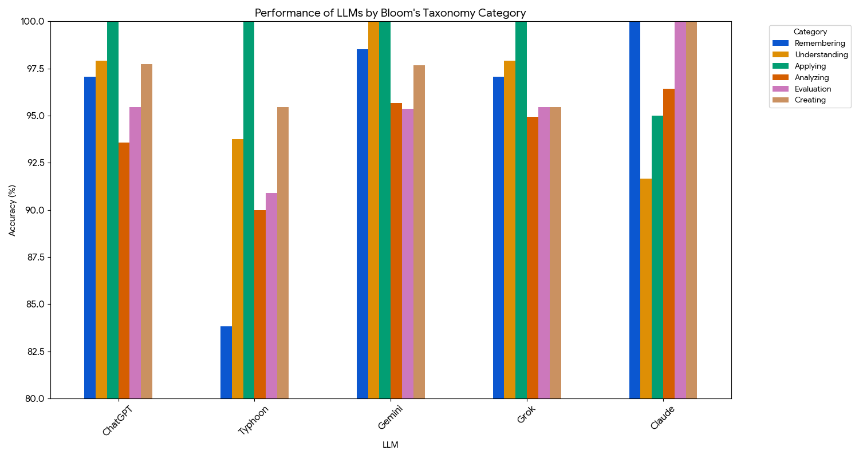 Performance of LLMs by Bloom's Taxonomy Category
Category
Remembering
Understanding
Applying
Analyzing
Evaluation
Creating
100.0
97.5
95.0
92.5
90.0
87.5
85.0
82.5
80.0
Accuracy (%)
ChatGPT
Typhoon
Gemini
Grok
Claude
LLM